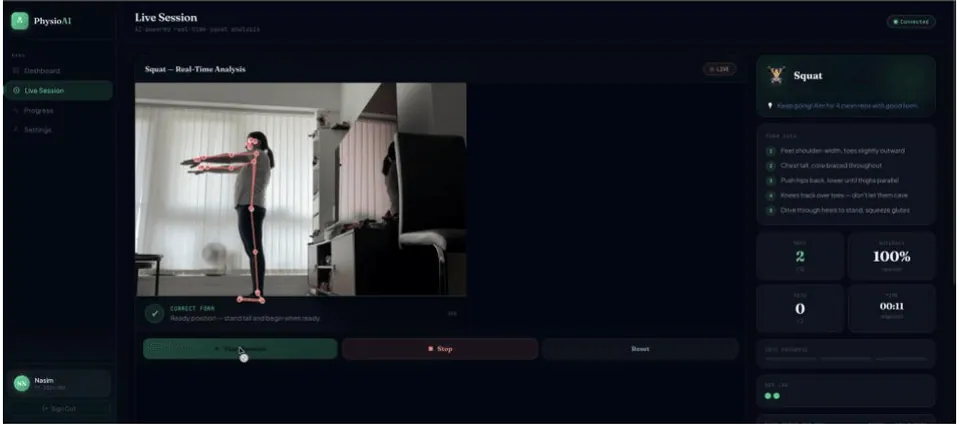 PhysioAI
Live Session
AI-powered real-time squat analysis
Connected
Dashboard
Live Session
Progress
Settings
Squat — Real-Time Analysis
LIVE
Squat
Keep going! Aim for 4 clean reps with good form.
Feet shoulder-width, toes slightly outward
Chest tall, core braced throughout
Push hips back, lower until thighs parallel
Knees track over toes — don't let them cave
Drive through heels to stand, squeeze glutes
2
100%
0
00:11
CORRECT FORM
Ready position — stand tall and begin when ready
Stop
Reset
Nasim
Sign Out